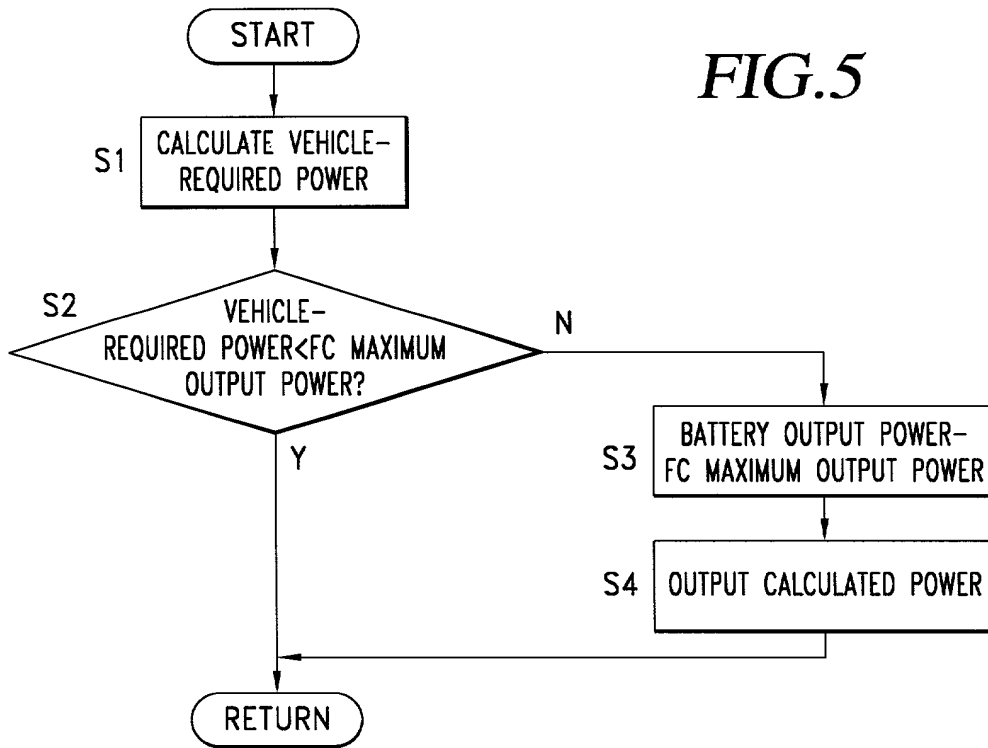 START
FIG.5
S1
CALCULATE VEHICLE-
REQUIRED POWER
S2
VEHICLE-
REQUIRED POWER<FC MAXIMUM
OUTPUT POWER?
N
Y
S3
BATTERY OUTPUT POWER-
FC MAXIMUM OUTPUT POWER
S4
OUTPUT CALCULATED POWER
RETURN